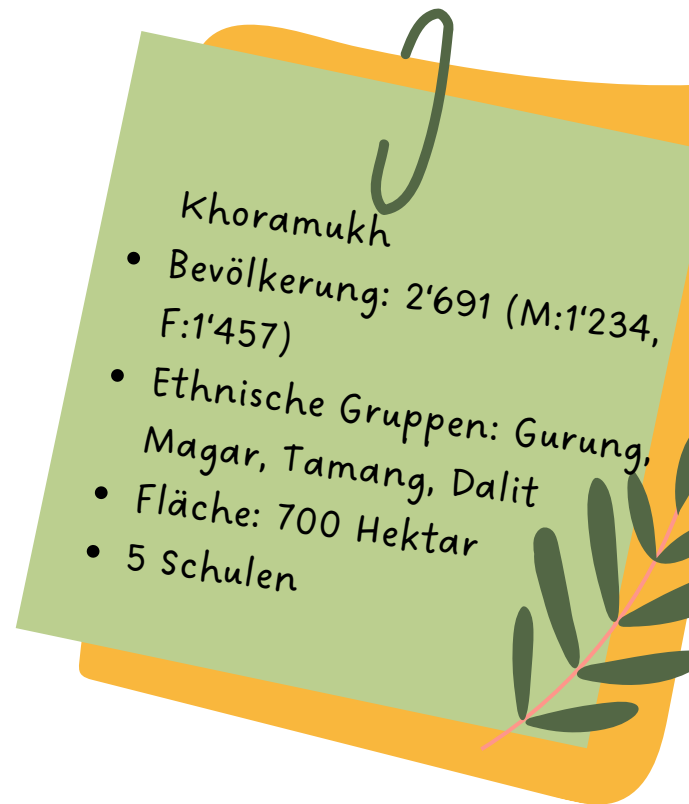 Khoramukh
• Bevölkerung: 2‘691 (M:1‘234,
F:1‘457)
• Ethnische Gruppen: Gurung,
Magar, Tamang, Dalit
• Fläche: 700 Hektar
• 5 Schulen